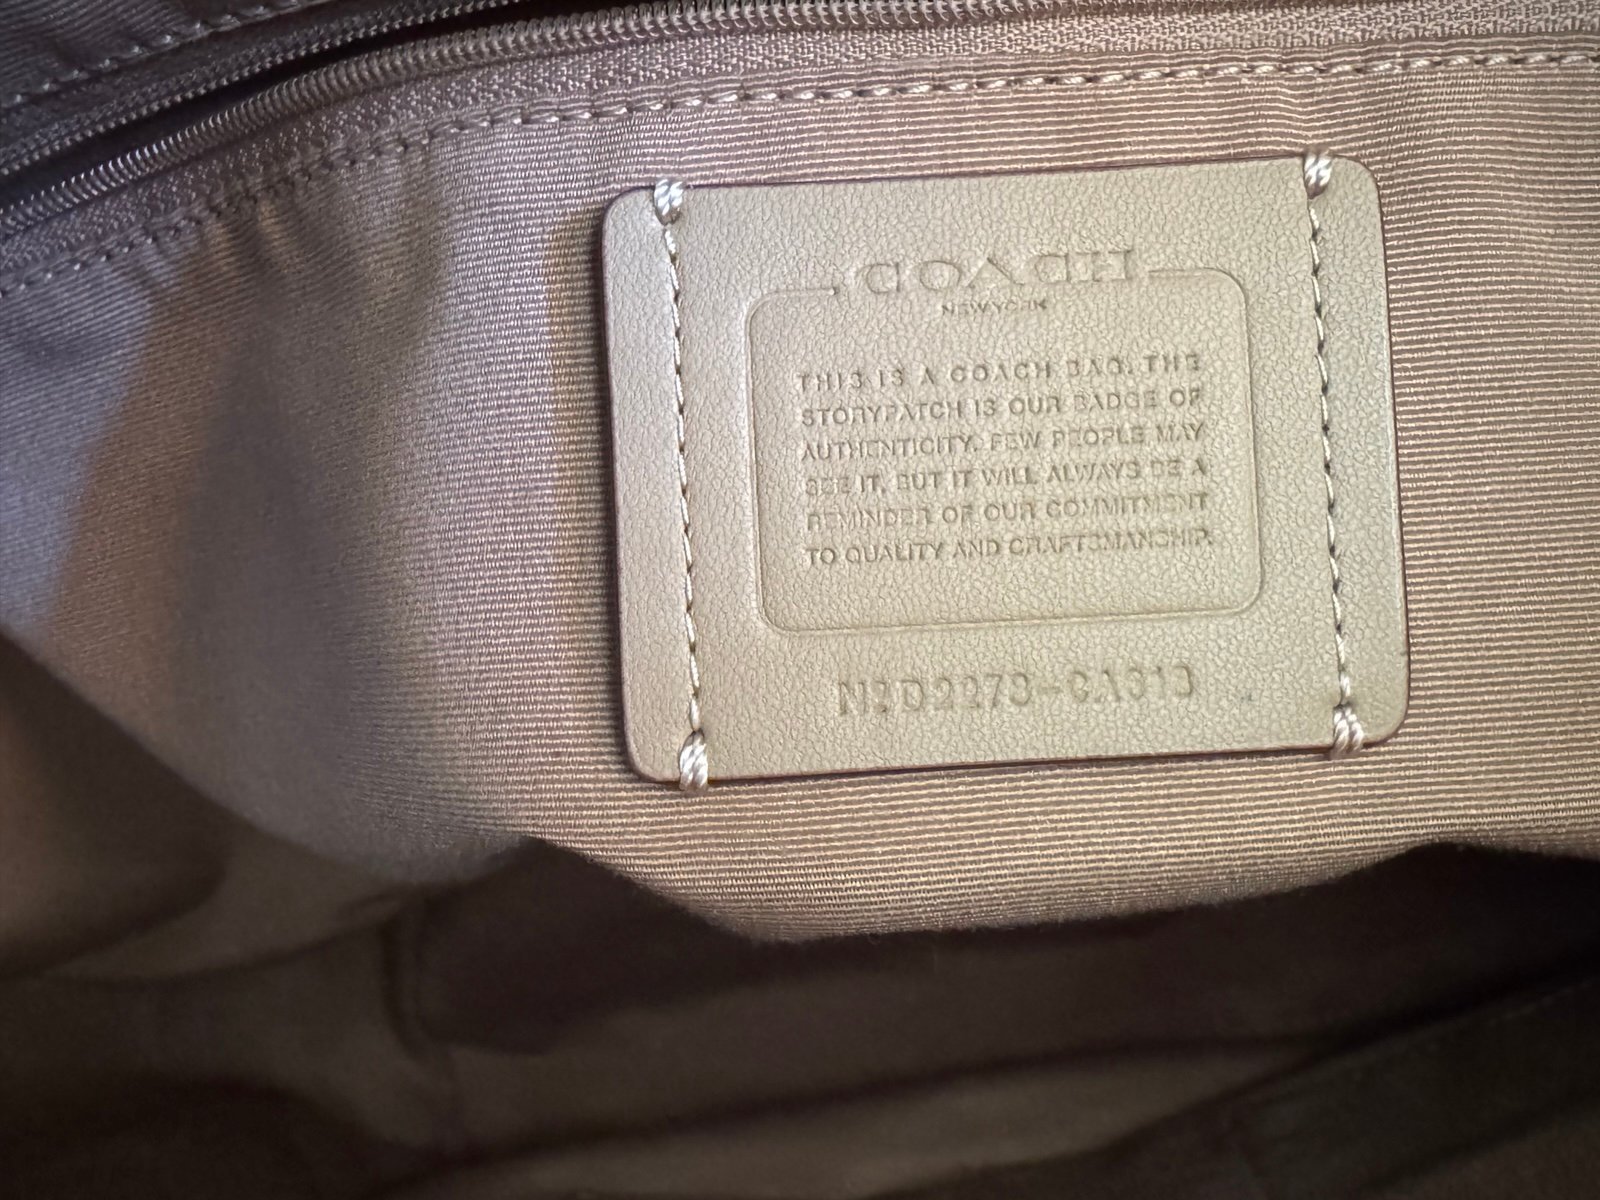 COACH
NEW YORK
THIS IS A COACH BAG. THE
STORYPATCH IS OUR BADGE OF
AUTHENTICITY. FEW PEOPLE MAY
SEE IT, BUT IT WILL ALWAYS BE A
REMINDER OF OUR COMMITMENT
TO QUALITY AND CRAFTSMANSHIP.